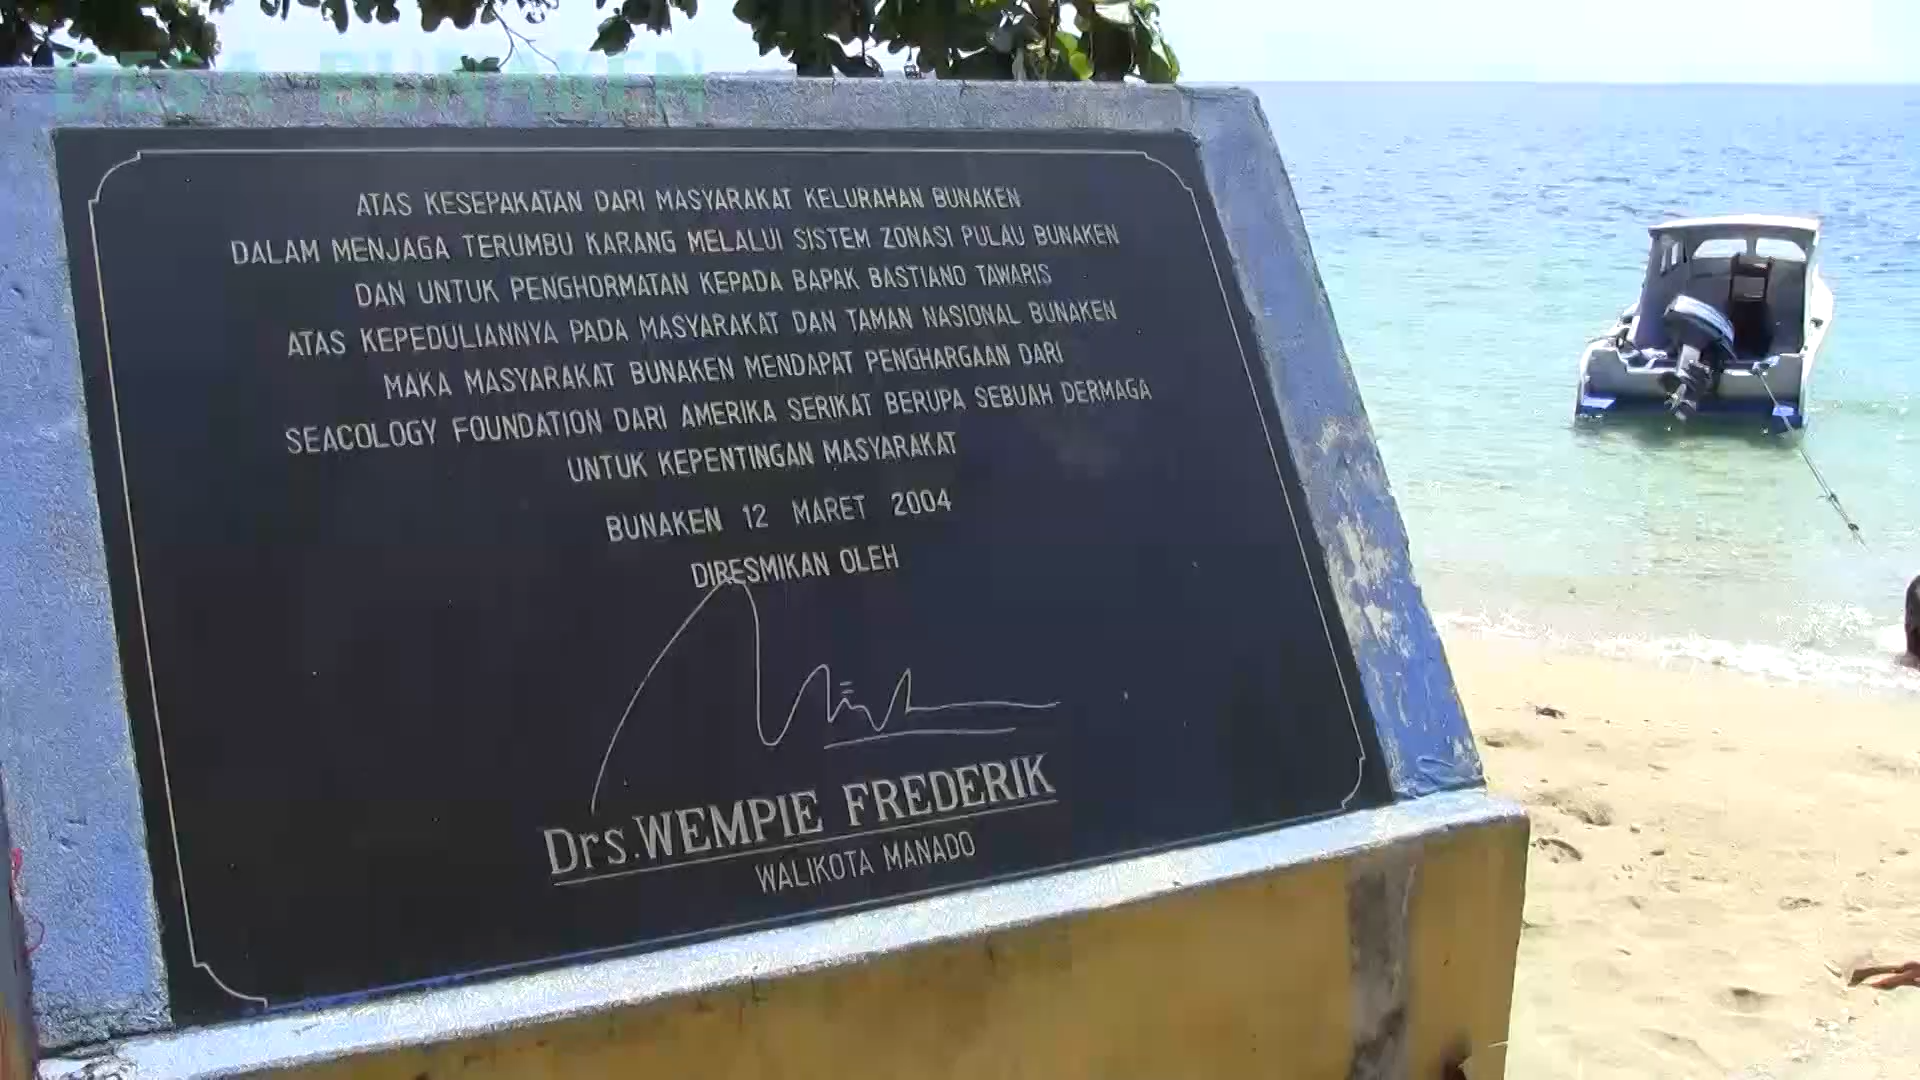 DESA BUNAKEN
ATAS KESEPAKATAN DARI MASYARAKAT KELURAHAN BUNAKEN
DALAM MENJAGA TERUMBU KARANG MELALUI SISTEM ZONASI PULAU BUNAKEN
DAN UNTUK PENGHORMATAN KEPADA BAPAK BASTIANO TAWARIS
ATAS KEPEDULIANNYA PADA MASYARAKAT DAN TAMAN NASIONAL BUNAKEN
MAKA MASYARAKAT BUNAKEN MENDAPAT PENGHARGAAN DARI
SEACOLOGY FOUNDATION DARI AMERIKA SERIKAT BERUPA SEBUAH DERMAGA
UNTUK KEPENTINGAN MASYARAKAT
BUNAKEN 12 MARET 2004
DIRESMIKAN OLEH
Drs.WEMPIE FREDERIK
WALIKOTA MANADO